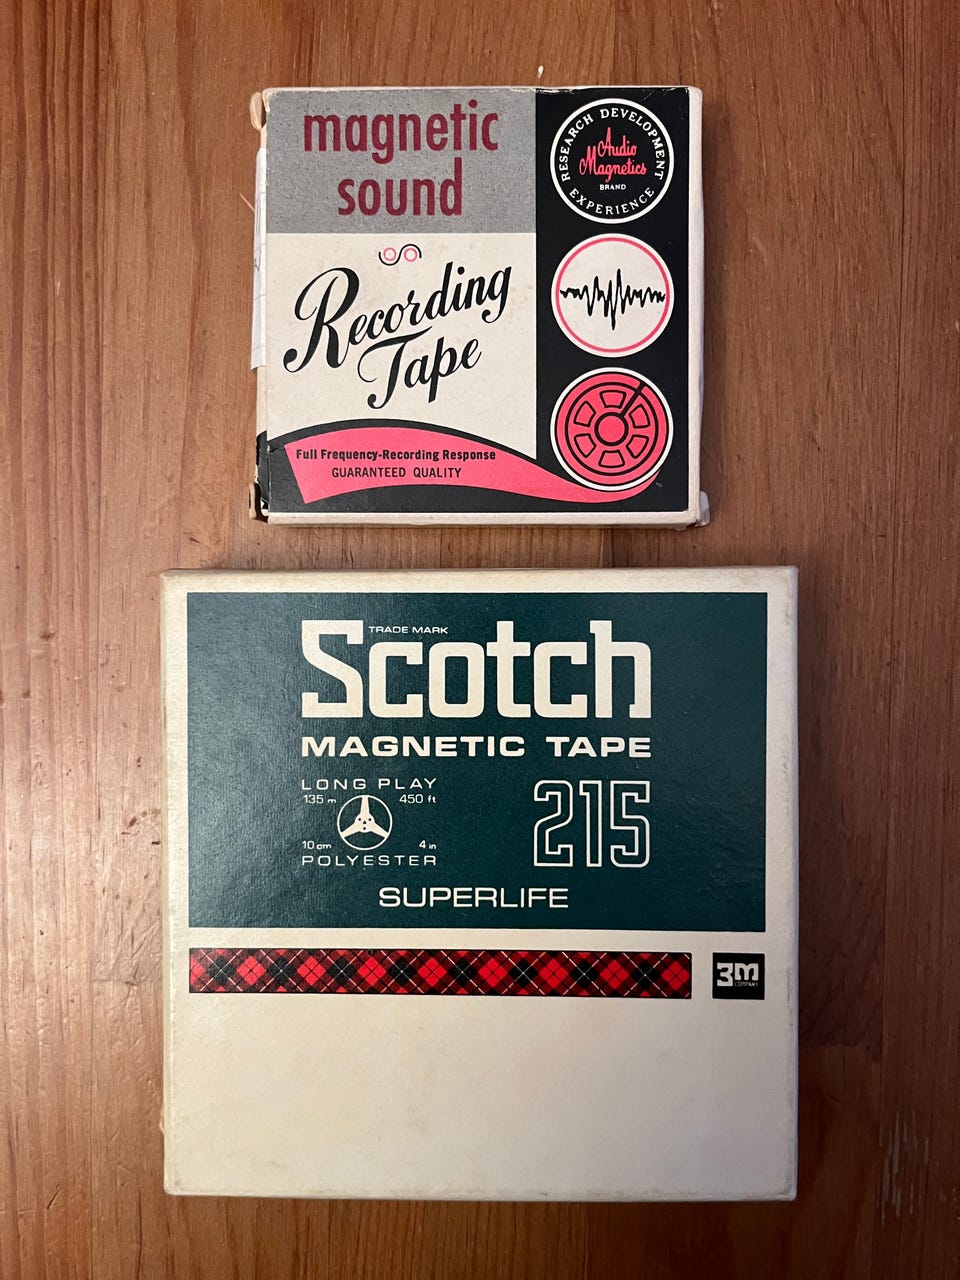 magnetic
sound
Recording
Tape
Full Frequency-Recording Response
GUARANTEED QUALITY
RESEARCH DEVELOPMENT
Audio
Magnetics
BRAND
EXPERIENCE
Scotch
TRADE MARK
MAGNETIC TAPE
LONG PLAY
135 m 450 ft
10 cm 4 in
POLYESTER
215
SUPERLIFE
3M
COMPANY